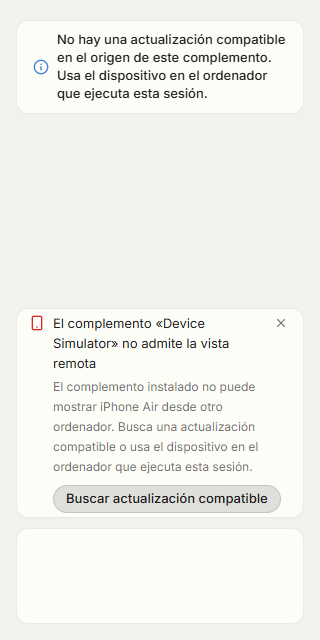 No hay una actualización compatible
en el origen de este complemento.
Usa el dispositivo en el ordenador
que ejecuta esta sesión.
El complemento «Device
Simulator» no admite la vista
remota
El complemento instalado no puede
mostrar iPhone Air desde otro
ordenador. Busca una actualización
compatible o usa el dispositivo en el
ordenador que ejecuta esta sesión.
Buscar actualización compatible